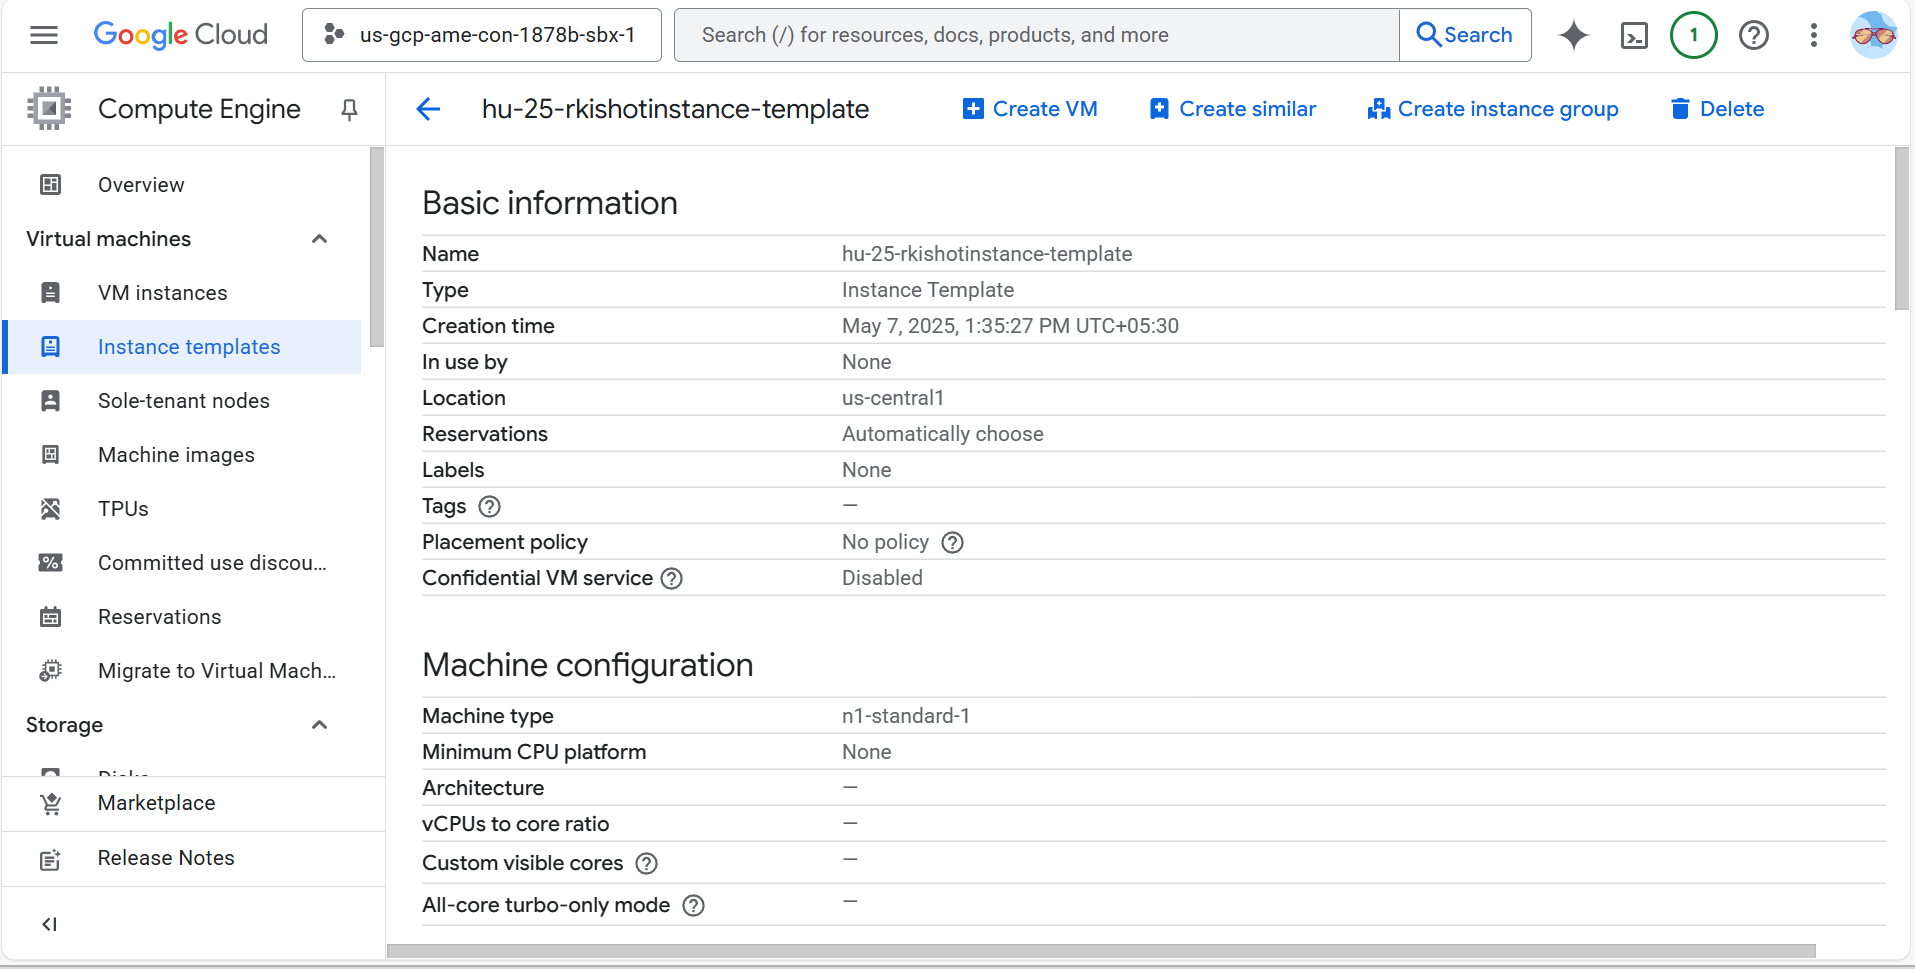 Google Cloud
us-gcp-ame-con-1878b-sbx-1
Search (/) for resources, docs, products, and more
Search
1
Compute Engine
hu-25-rkishotinstance-template
Create VM
Create similar
Create instance group
Delete
Overview
Virtual machines
VM instances
Instance templates
Sole-tenant nodes
Machine images
TPUs
Committed use discou...
Reservations
Migrate to Virtual Mach...
Storage
Disks
Marketplace
Release Notes
Basic information
Name hu-25-rkishotinstance-template
Type Instance Template
Creation time May 7, 2025, 1:35:27 PM UTC+05:30
In use by None
Location us-central1
Reservations Automatically choose
Labels None
Tags —
Placement policy No policy
Confidential VM service Disabled
Machine configuration
Machine type n1-standard-1
Minimum CPU platform None
Architecture —
vCPUs to core ratio —
Custom visible cores —
All-core turbo-only mode —